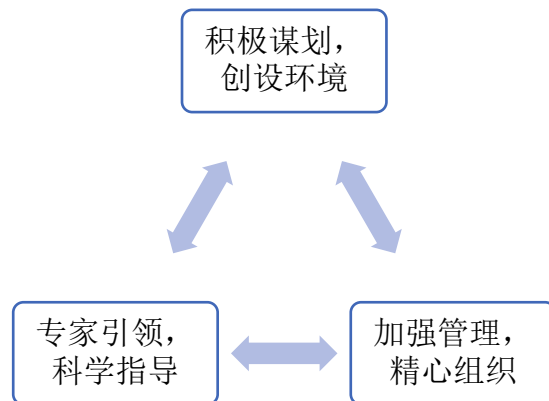 积极谋划，
创设环境
专家引领，
科学指导
加强管理，
精心组织